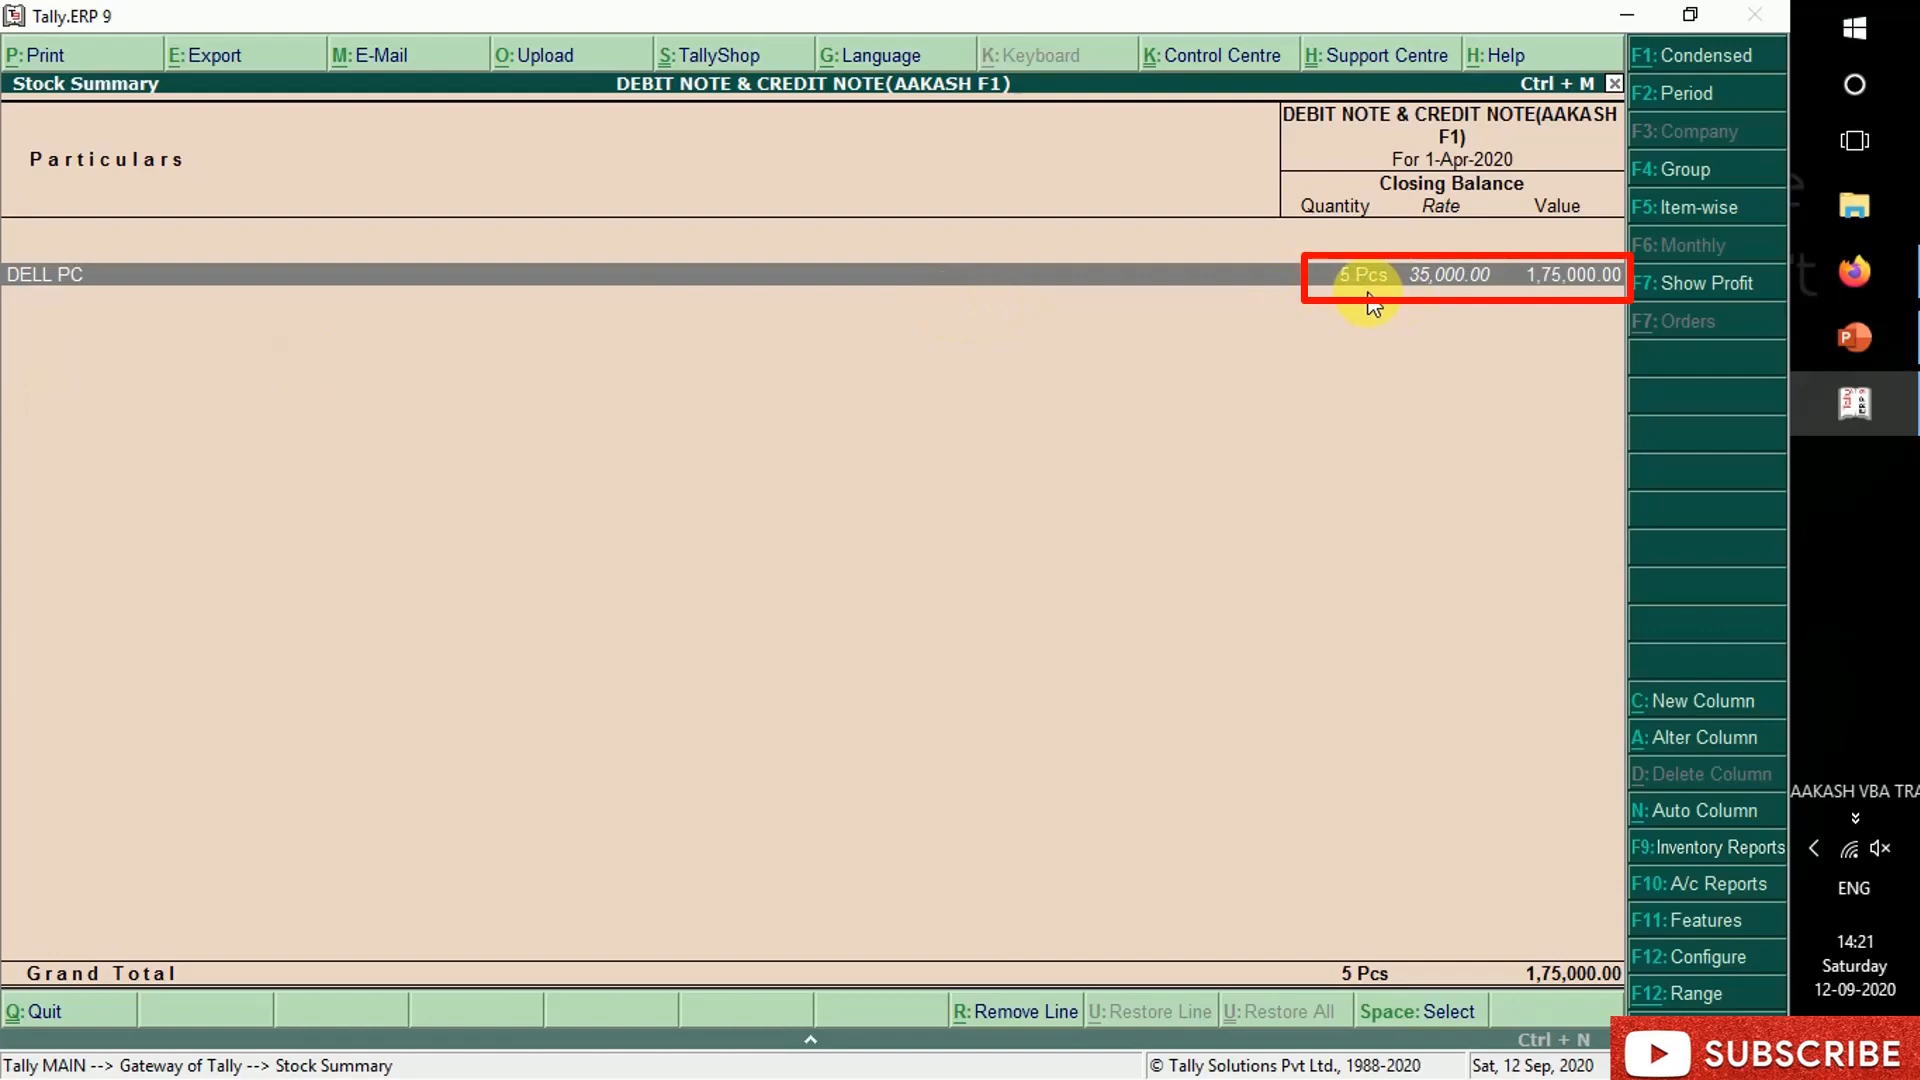 Tally.ERP 9
P: Print E: Export M: E-Mail O: Upload S: TallyShop G: Language K: Keyboard K: Control Centre H: Support Centre H: Help
Stock Summary DEBIT NOTE & CREDIT NOTE(AAKASH F1) Ctrl + M
Particulars
DEBIT NOTE & CREDIT NOTE(AAKASH
F1)
For 1-Apr-2020
Closing Balance
Quantity Rate Value
DELL PC 5 Pcs 35,000.00 1,75,000.00
Grand Total 5 Pcs 1,75,000.00
Q: Quit R: Remove Line U: Restore Line U: Restore All Space: Select
Ctrl + N
Tally MAIN --> Gateway of Tally --> Stock Summary © Tally Solutions Pvt Ltd., 1988-2020 Sat, 12 Sep, 2020
F1: Condensed
F2: Period
F3: Company
F4: Group
F5: Item-wise
F6: Monthly
F7: Show Profit
F7: Orders
C: New Column
A: Alter Column
D: Delete Column
N: Auto Column
F9: Inventory Reports
F10: A/c Reports
F11: Features
F12: Configure
F12: Range
AAKASH VBA TRA
ENG
14:21
Saturday
12-09-2020
SUBSCRIBE